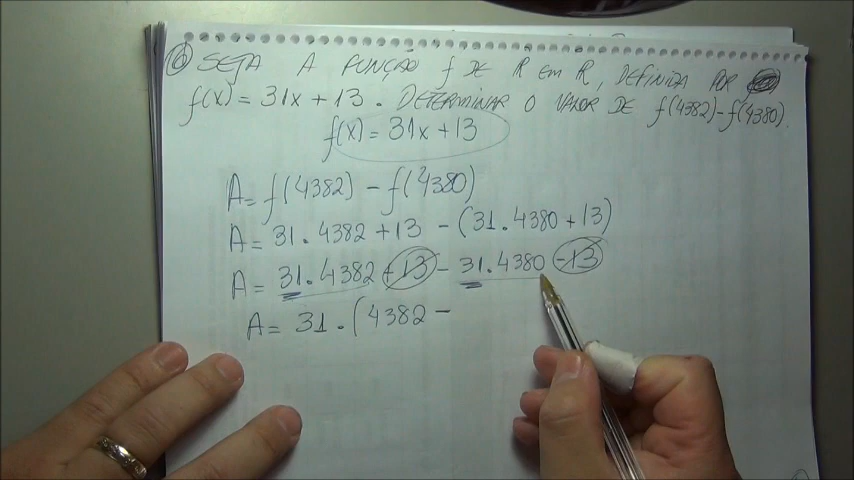 16 SEJA A FUNÇÃO f DE R EM R, DEFINIDA POR
f(x) = 31x + 13. DETERMINAR O VALOR DE f(4382) - f(4380).
f(x) = 31x + 13
A = f(4382) - f(4380)
A = 31.4382 + 13 - (31.4380 + 13)
A = 31.4382 + 13 - 31.4380 - 13
A = 31.(4382 -